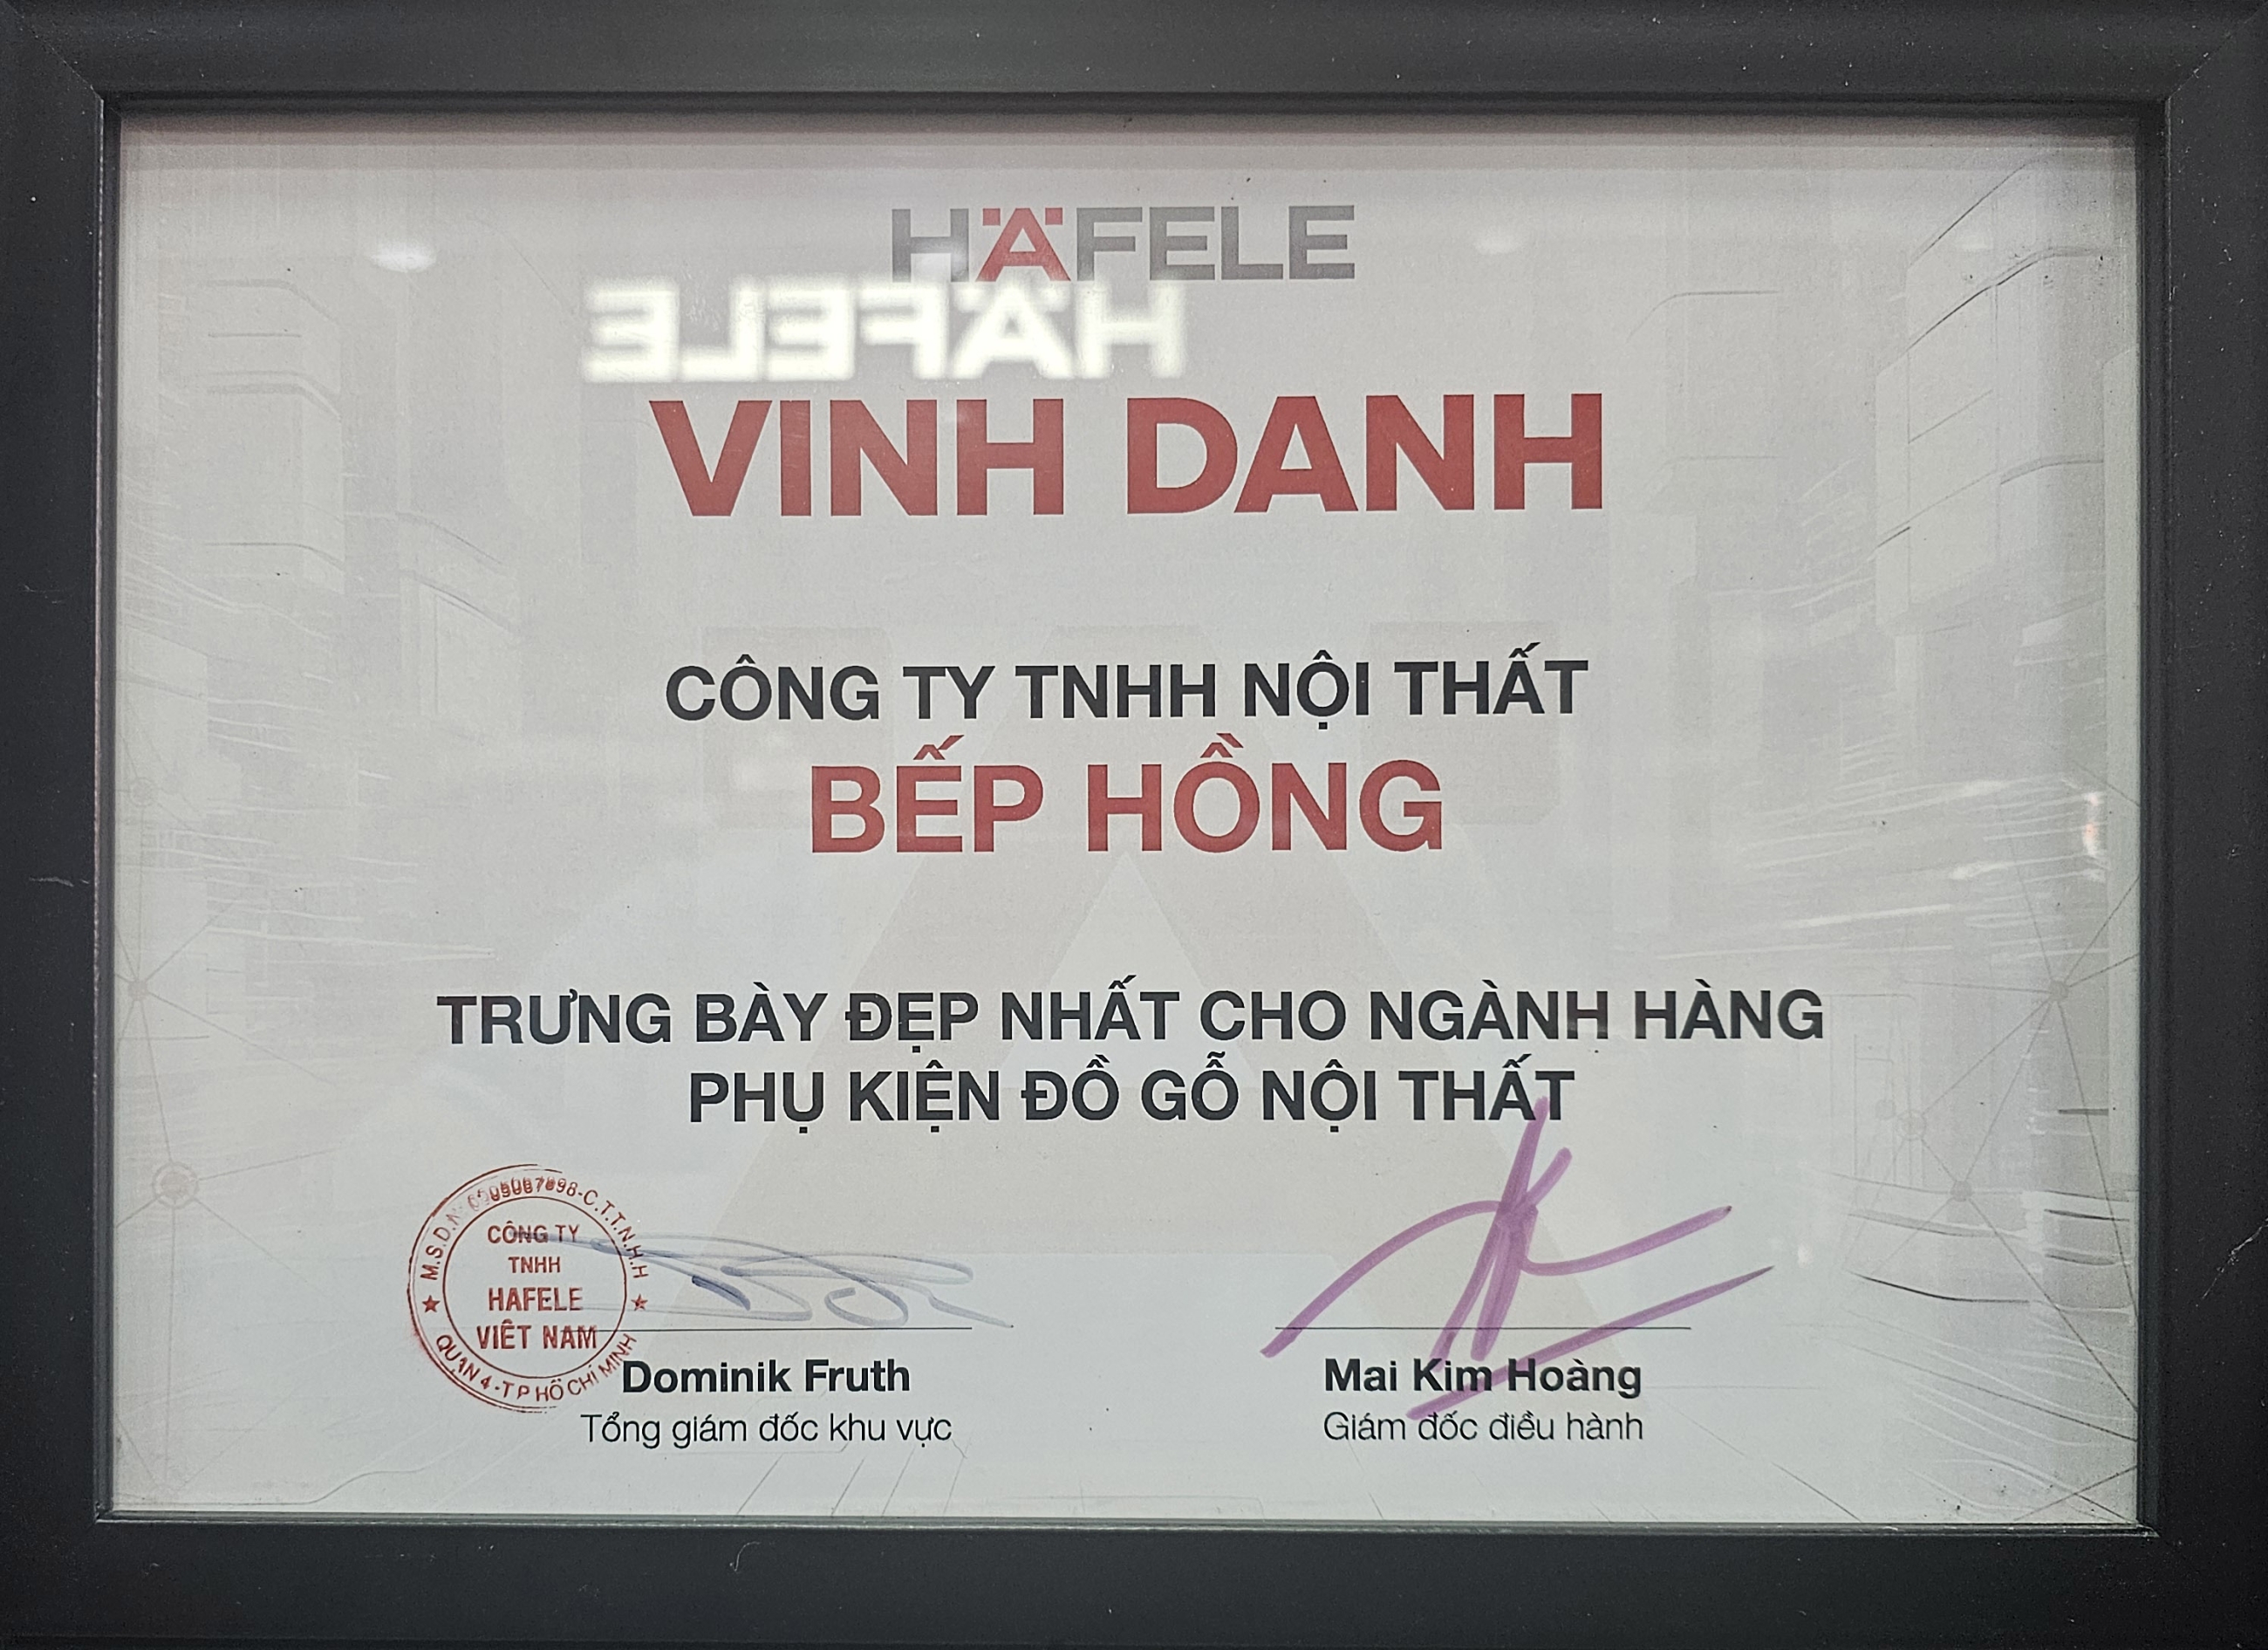 HÄFELE
HÄFELE
VINH DANH
CÔNG TY TNHH NỘI THẤT
BẾP HỒNG
TRƯNG BÀY ĐẸP NHẤT CHO NGÀNH HÀNG
PHỤ KIỆN ĐỒ GỖ NỘI THẤT
C.T.T.N.H.H
CÔNG TY
TNHH
HAFELE
VIỆT NAM
QUẬN 4 - TP HỒ CHÍ MINH
Dominik Fruth
Tổng giám đốc khu vực
Mai Kim Hoàng
Giám đốc điều hành